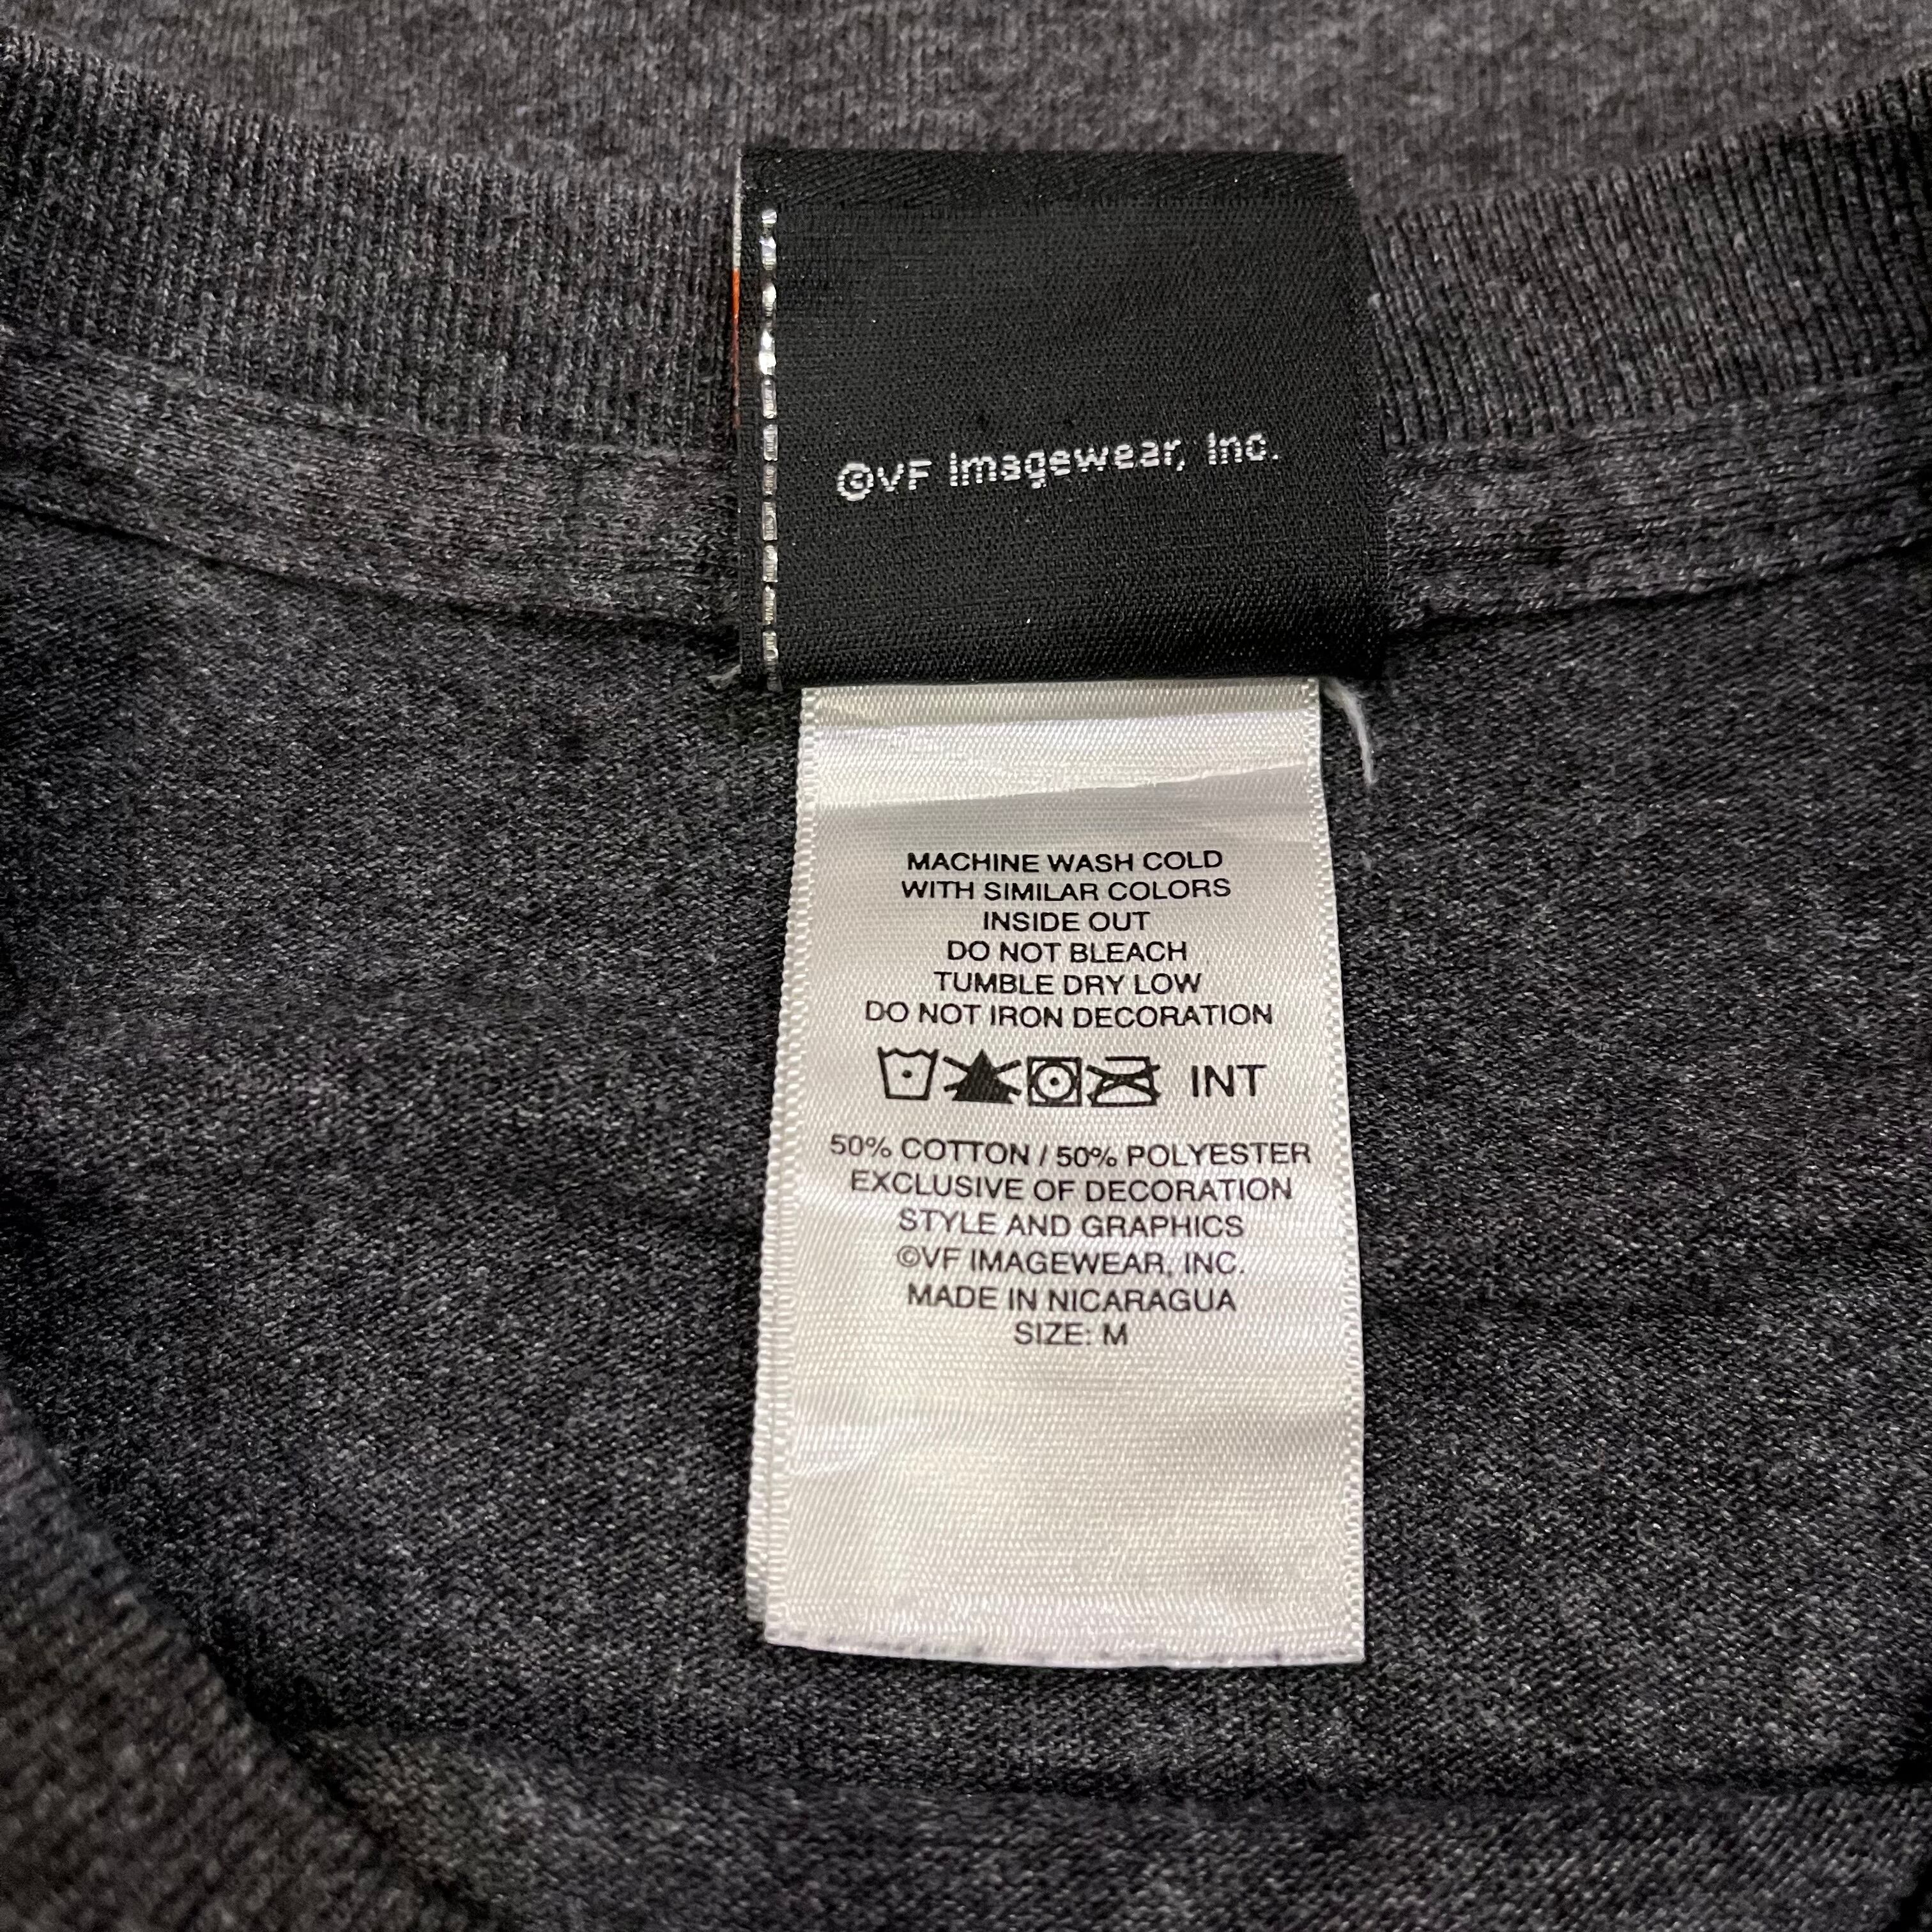 ©VF Imagewear, Inc.
MACHINE WASH COLD
WITH SIMILAR COLORS
INSIDE OUT
DO NOT BLEACH
TUMBLE DRY LOW
DO NOT IRON DECORATION
INT
50% COTTON / 50% POLYESTER
EXCLUSIVE OF DECORATION
STYLE AND GRAPHICS
©VF IMAGEWEAR, INC.
MADE IN NICARAGUA
SIZE: M